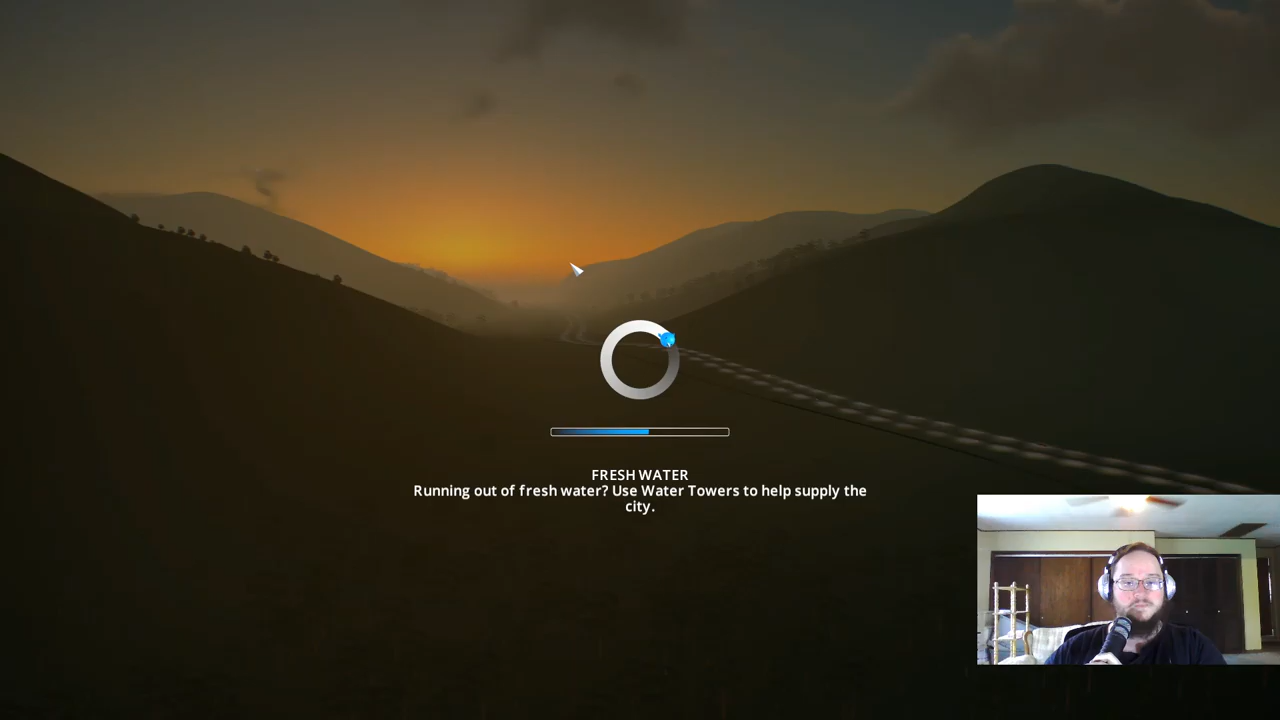 FRESH WATER
Running out of fresh water? Use Water Towers to help supply the
city.